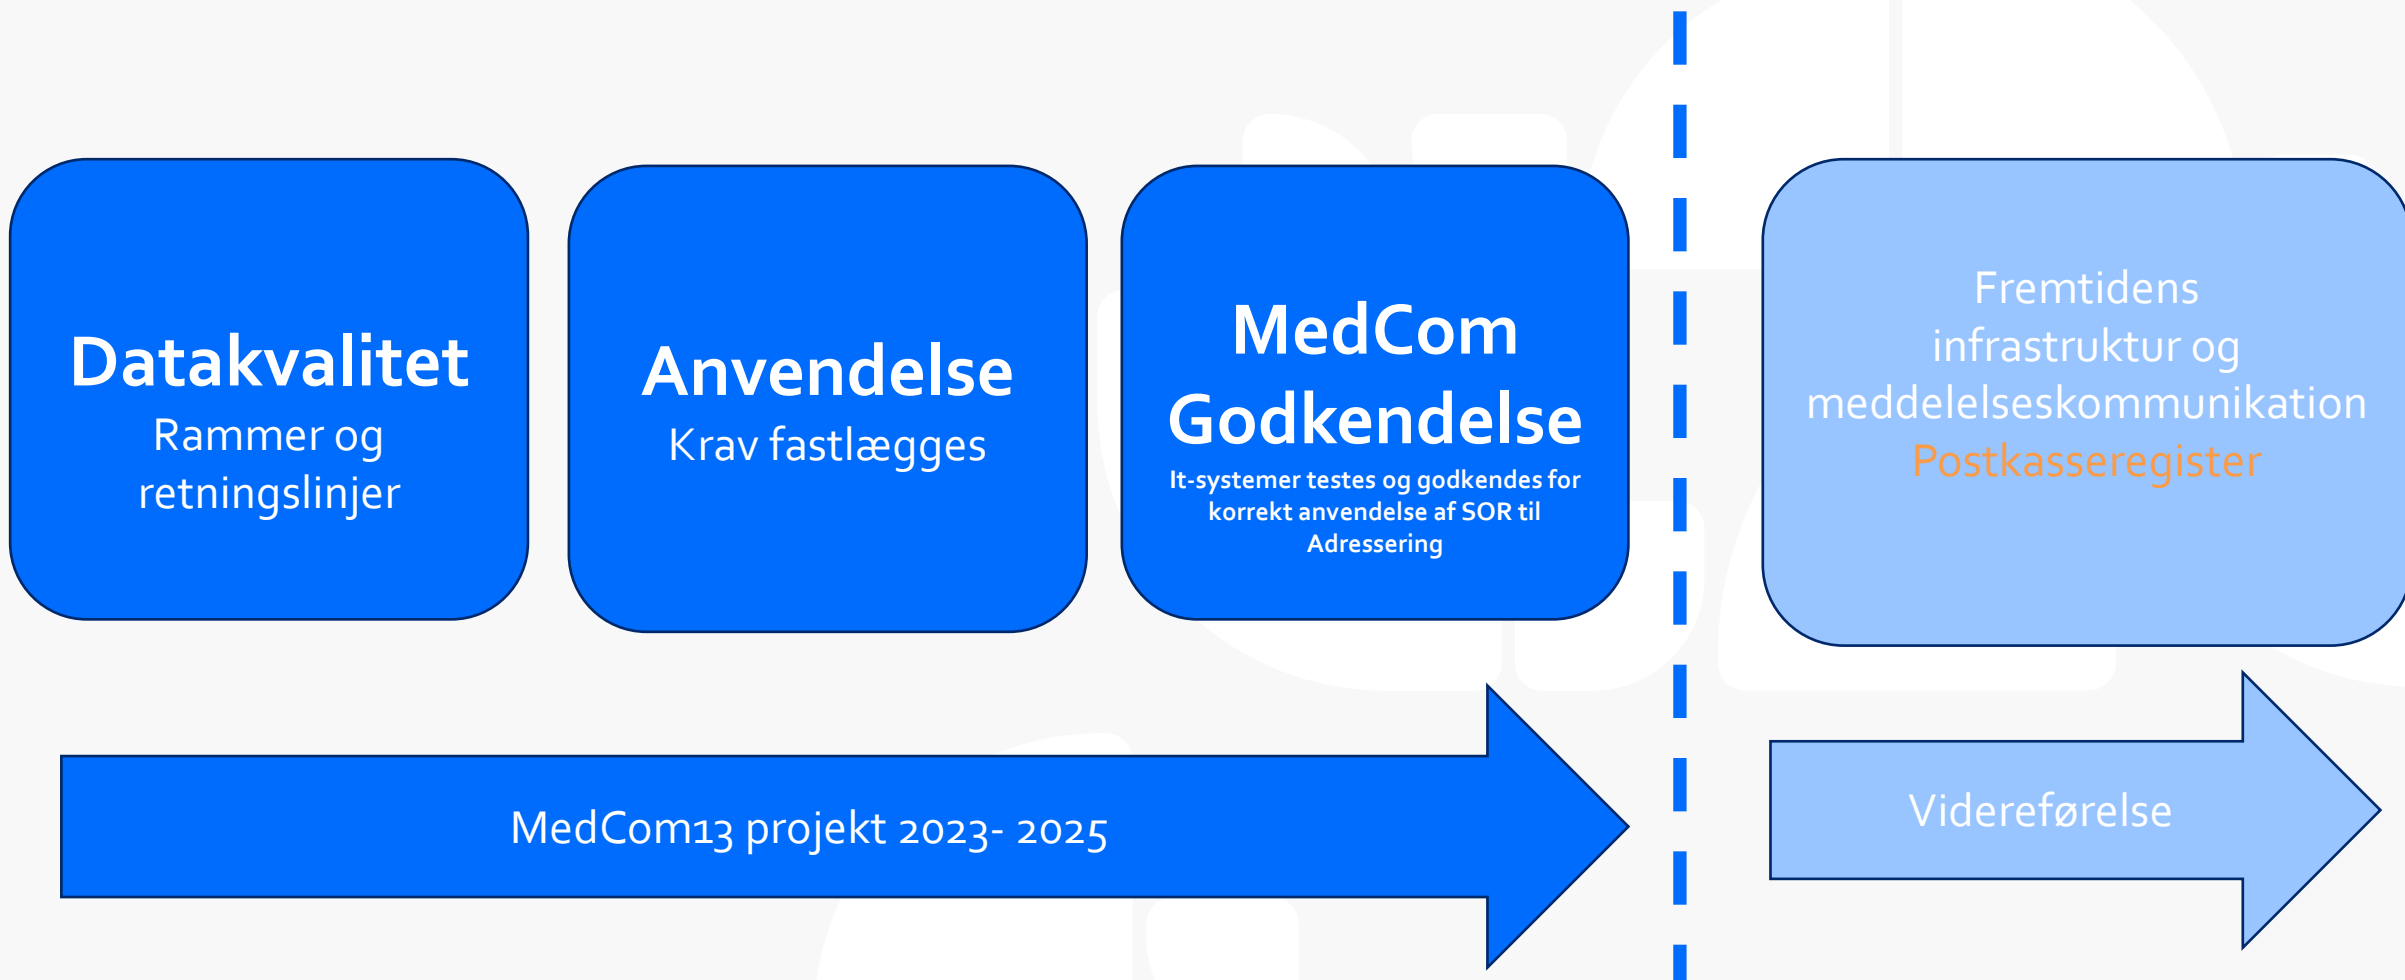 Datakvalitet
Rammer og
retningslinjer
Anvendelse
Krav fastlægges
MedCom
Godkendelse
It-systemer testes og godkendes for
korrekt anvendelse af SOR til
Adressering
Fremtidens
infrastruktur og
meddelelseskommunikation
Postkasseregister
MedCom13 projekt 2023- 2025
Videreførelse